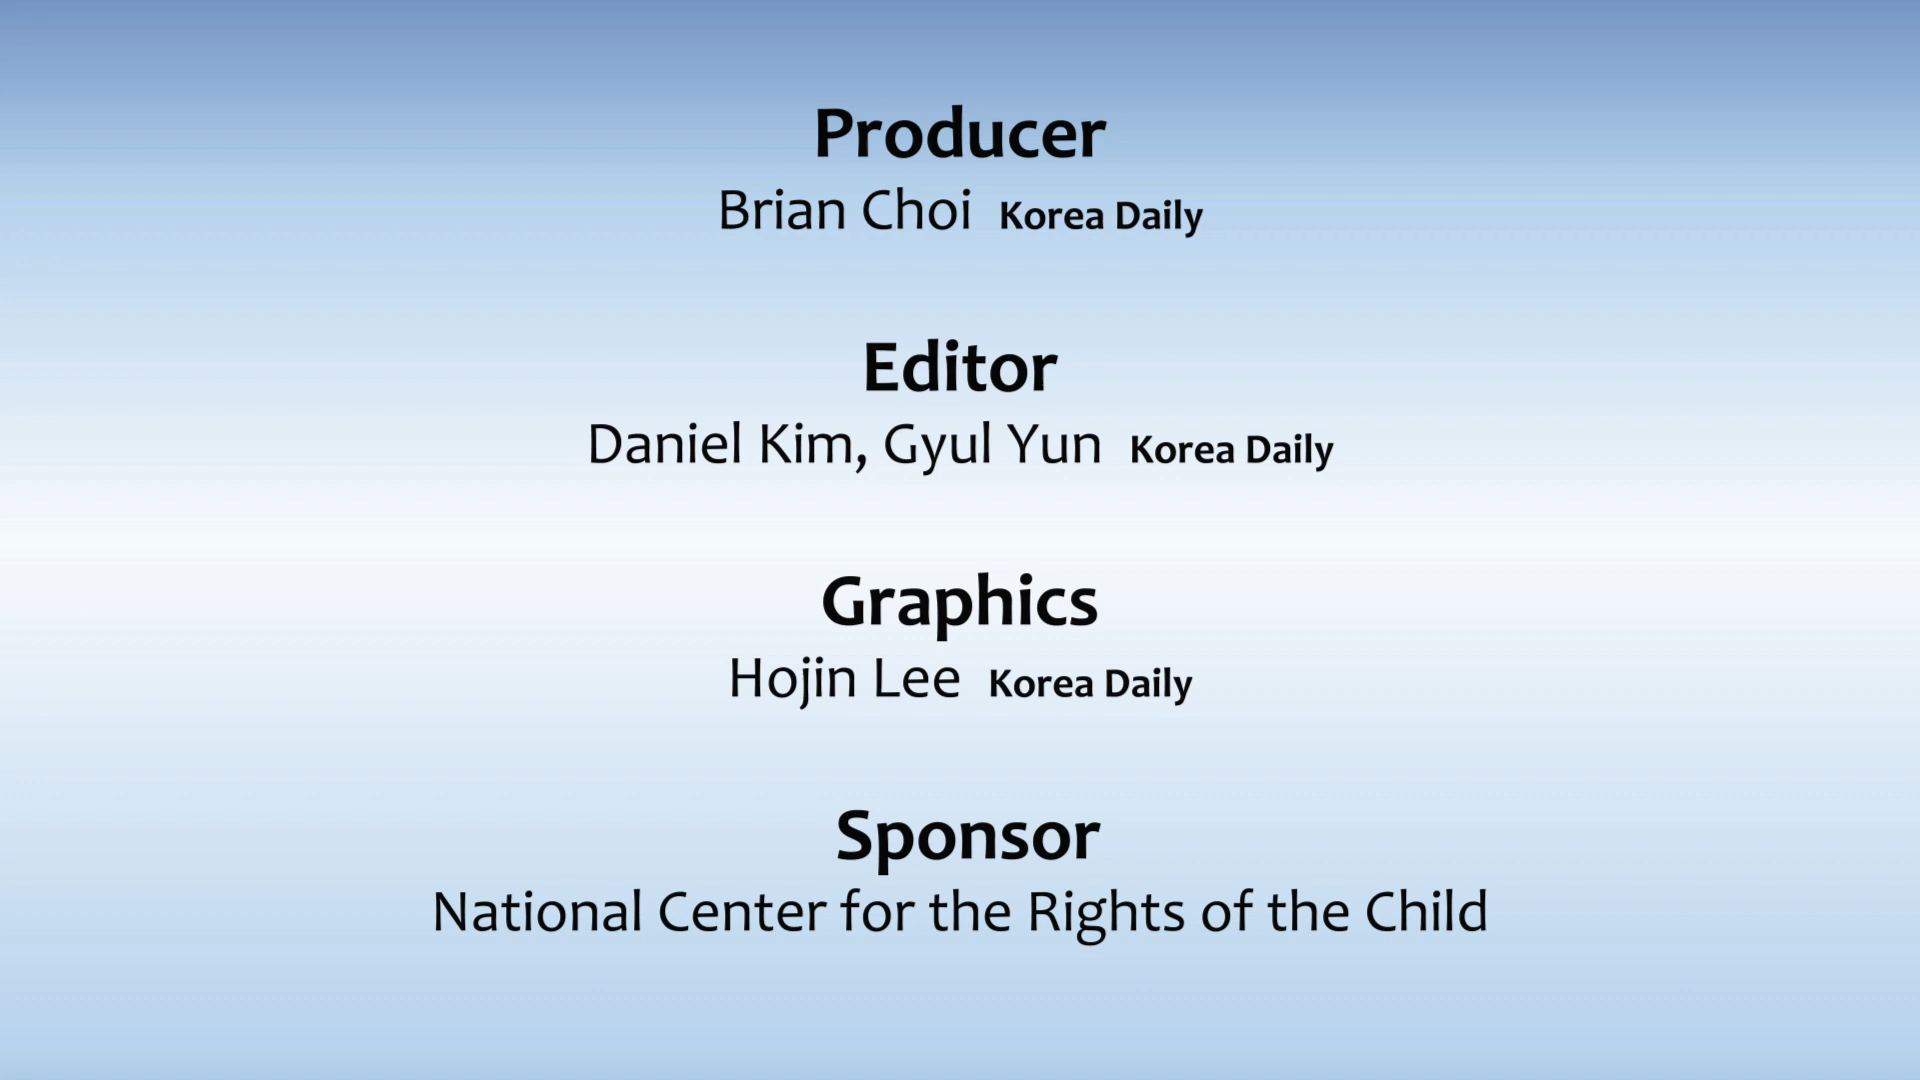 Producer
Brian Choi Korea Daily
Editor
Daniel Kim, Gyul Yun Korea Daily
Graphics
Hojin Lee Korea Daily
Sponsor
National Center for the Rights of the Child